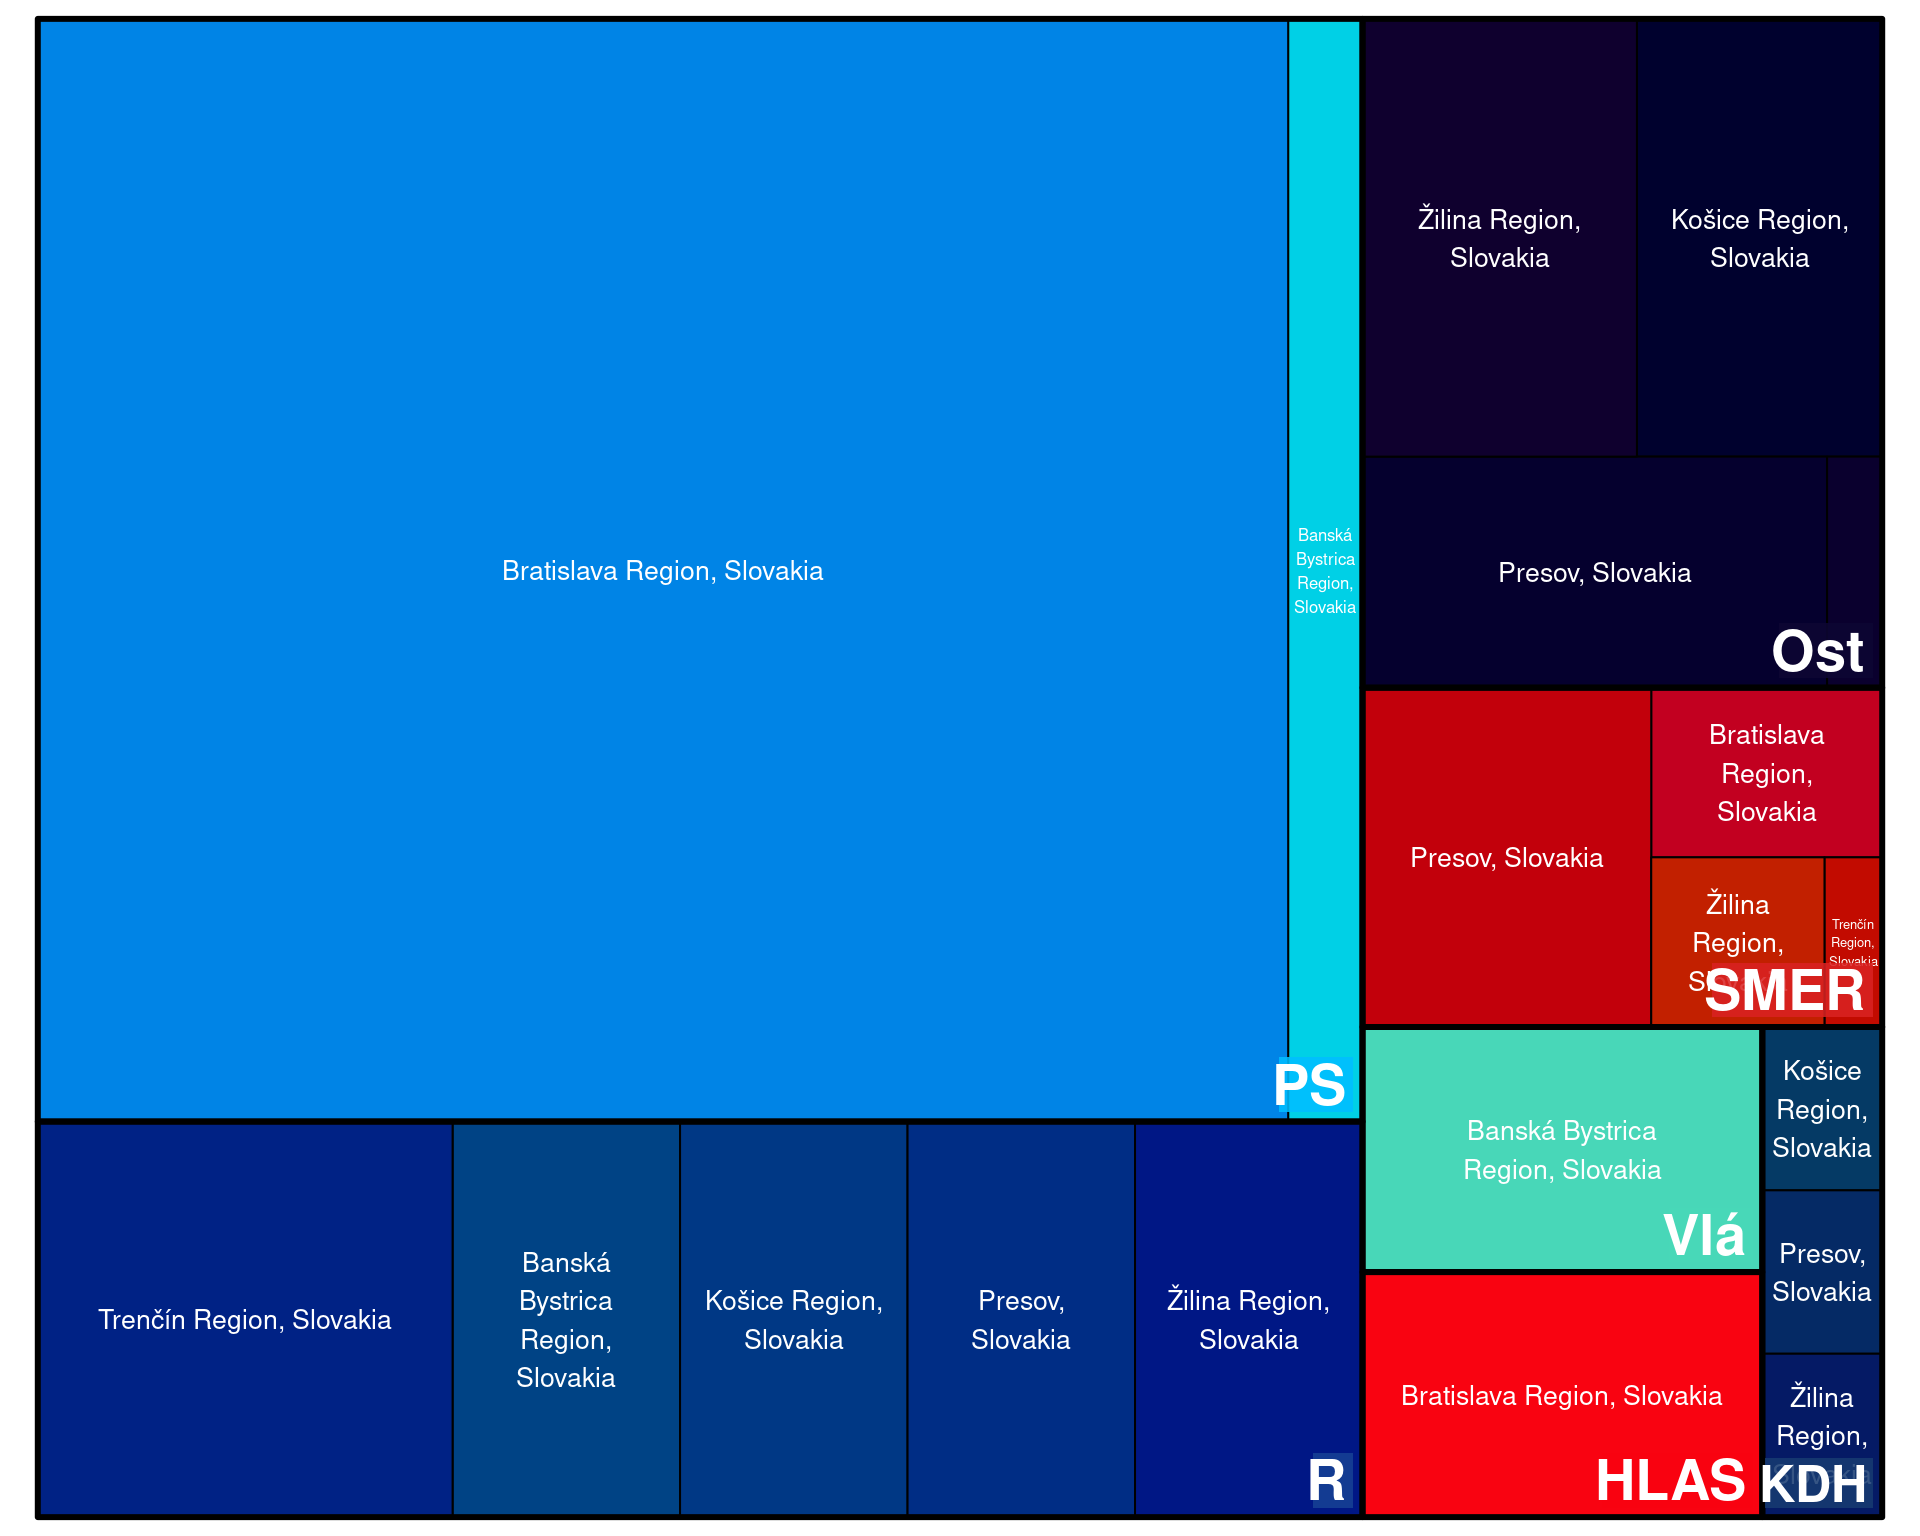 Bratislava Region, Slovakia
Banská
Bystrica
Region,
Slovakia
PS
Trenčín Region, Slovakia
Banská
Bystrica
Region,
Slovakia
Košice Region,
Slovakia
Presov,
Slovakia
Žilina Region,
Slovakia
R
Žilina Region,
Slovakia
Košice Region,
Slovakia
Presov, Slovakia
Ost
Presov, Slovakia
Bratislava
Region,
Slovakia
Žilina
Region,
Trenčín
Region,
Slovakia
SMER
Banská Bystrica
Region, Slovakia
Vlá
Bratislava Region, Slovakia
HLAS
Košice
Region,
Slovakia
Presov,
Slovakia
Žilina
Region,
Slovakia
KDH